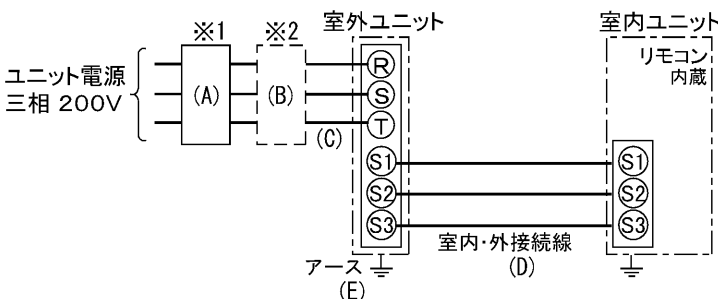 ※1
※2
室外ユニット
室内ユニット
ユニット電源
三相 200V
(A)
(B)
(C)
R
S
T
S1
S2
S3
リモコン
内蔵
S1
S2
S3
室内・外接続線
(D)
アース
(E)